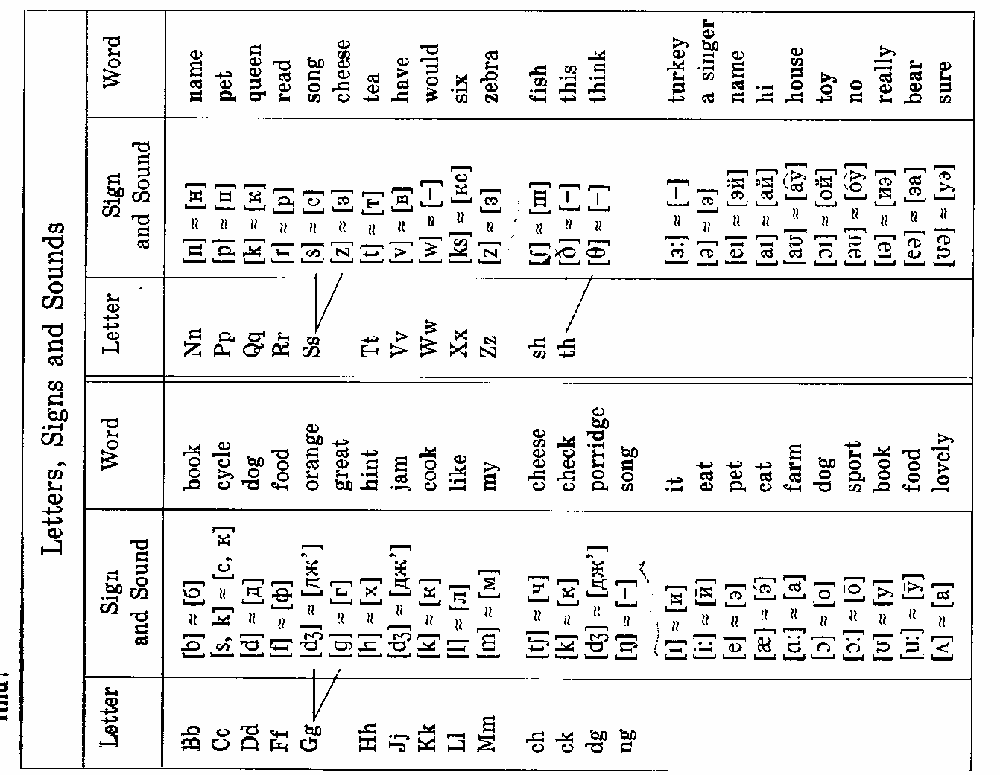 Letters, Signs and Sounds
Letter Sign and Sound Word Letter Sign and Sound Word
Bb [b] ≈ [б] book Nn [n] ≈ [н] name
Cc [s, k] ≈ [с, к] cycle Pp [p] ≈ [п] pet
Dd [d] ≈ [д] dog Qq [k] ≈ [к] queen
Ff [f] ≈ [ф] food Rr [r] ≈ [р] read
Gg [dʒ] ≈ [дж’] orange Ss [s] ≈ [с] song
[g] ≈ [г] great [z] ≈ [з] cheese
Hh [h] ≈ [х] hint Tt [t] ≈ [т] tea
Jj [dʒ] ≈ [дж’] jam Vv [v] ≈ [в] have
Kk [k] ≈ [к] cook Ww [w] ≈ [–] would
Ll [l] ≈ [л] like Xx [ks] ≈ [кс] six
Mm [m] ≈ [м] my Zz [z] ≈ [з] zebra
ch [tʃ] ≈ [ч] cheese sh [ʃ] ≈ [ш] fish
ck [k] ≈ [к] check th [ð] ≈ [–] this
dg [dʒ] ≈ [дж’] porridge [θ] ≈ [–] think
ng [ŋ] ≈ [–] song
[ɪ] ≈ [и] it [ɜː] ≈ [–] turkey
[iː] ≈ [ӣ] eat [ə] ≈ [э] a singer
[e] ≈ [э] pet [eɪ] ≈ [эй] name
[æ] ≈ [э́] cat [aɪ] ≈ [ай] hi
[ɑː] ≈ [а̄] farm [aʊ] ≈ [а͡у] house
[ɔ] ≈ [о] dog [ɔɪ] ≈ [ой] toy
[ɔː] ≈ [о̄] sport [əʊ] ≈ [о͡у] no
[ʊ] ≈ [у] book [ɪə] ≈ [иэ] really
[uː] ≈ [ӯ] food [eə] ≈ [эа] bear
[ʌ] ≈ [а] lovely [ʊə] ≈ [уэ] sure